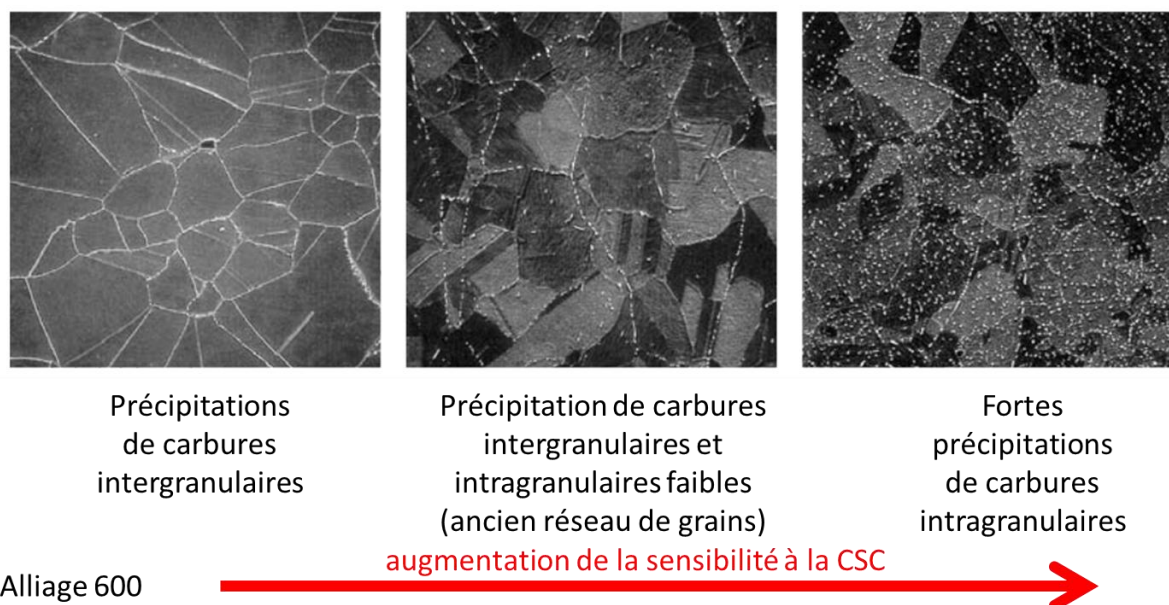 Précipitations
de carbures
intergranulaires
Précipitation de carbures
intergranulaires et
intragranulaires faibles
(ancien réseau de grains)
Fortes
précipitations
de carbures
intragranulaires
augmentation de la sensibilité à la CSC
Alliage 600